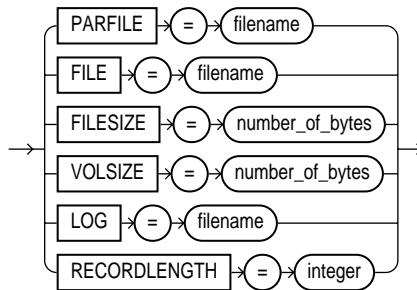 PARFILE = filename
FILE = filename
FILESIZE = number_of_bytes
VOLSIZE = number_of_bytes
LOG = filename
RECORDLENGTH = integer